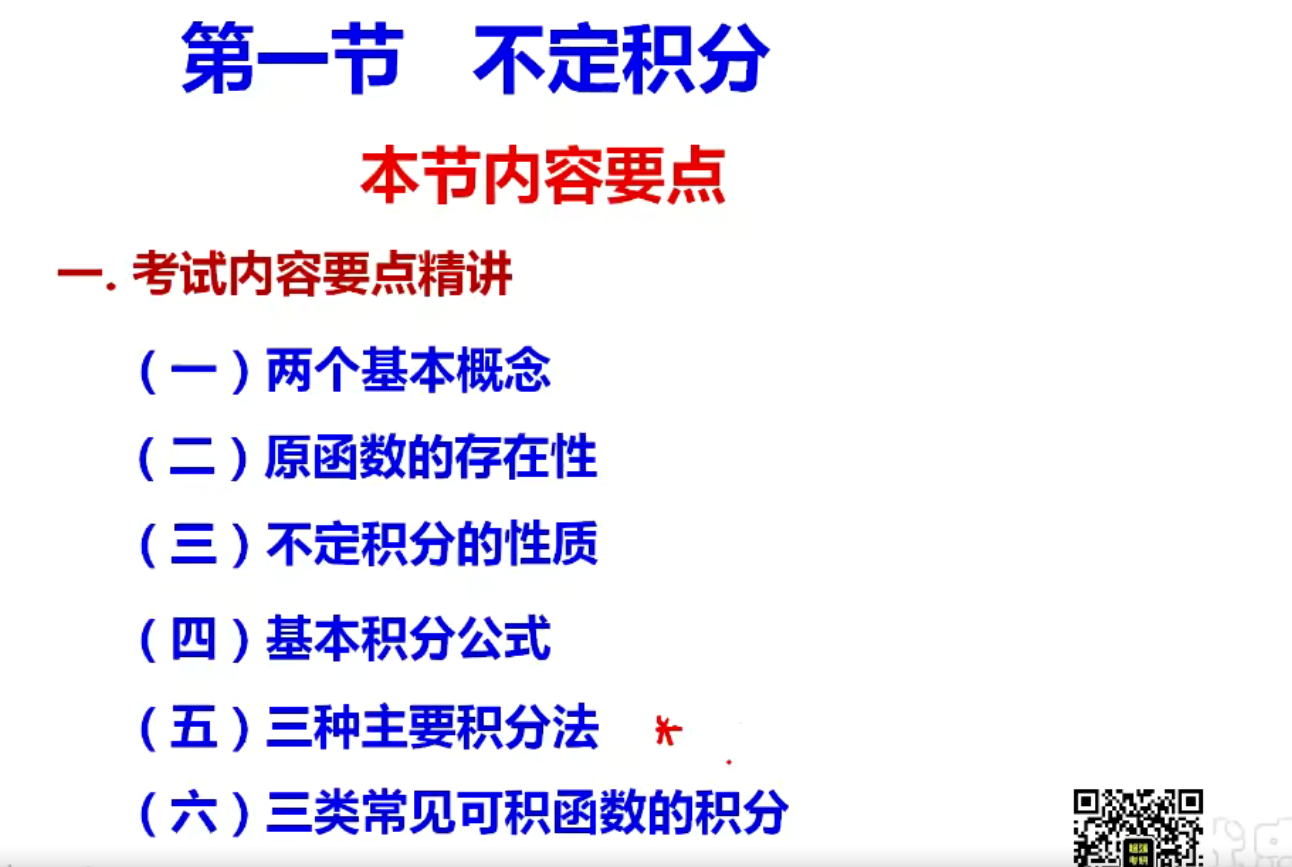 第一节 不定积分
本节内容要点
一. 考试内容要点精讲
（一）两个基本概念
（二）原函数的存在性
（三）不定积分的性质
（四）基本积分公式
（五）三种主要积分法 *
（六）三类常见可积函数的积分